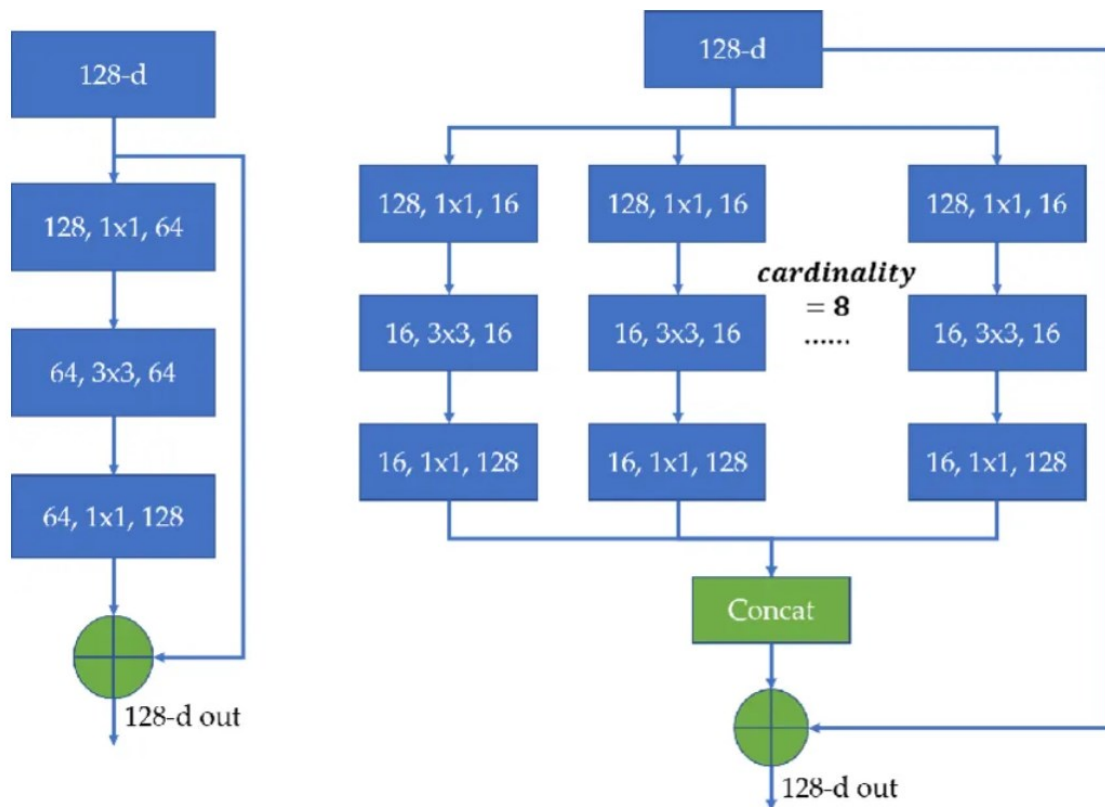 128-d
128, 1x1, 64
64, 3x3, 64
64, 1x1, 128
128-d out
128-d
128, 1x1, 16
128, 1x1, 16
128, 1x1, 16
cardinality
= 8
......
16, 3x3, 16
16, 3x3, 16
16, 3x3, 16
16, 1x1, 128
16, 1x1, 128
16, 1x1, 128
Concat
128-d out